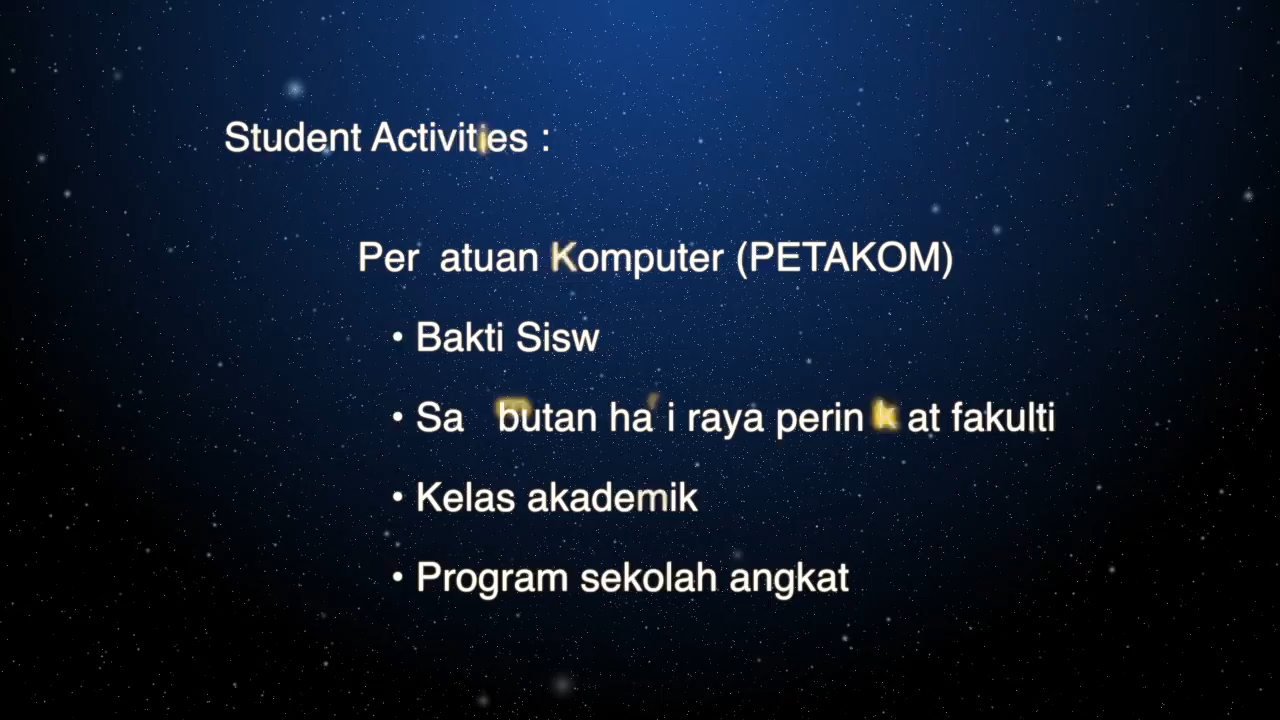 Student Activities :
Per atuan Komputer (PETAKOM)
• Bakti Sisw
• Sa mbutan ha r i raya perin k at fakulti
• Kelas akademik
• Program sekolah angkat